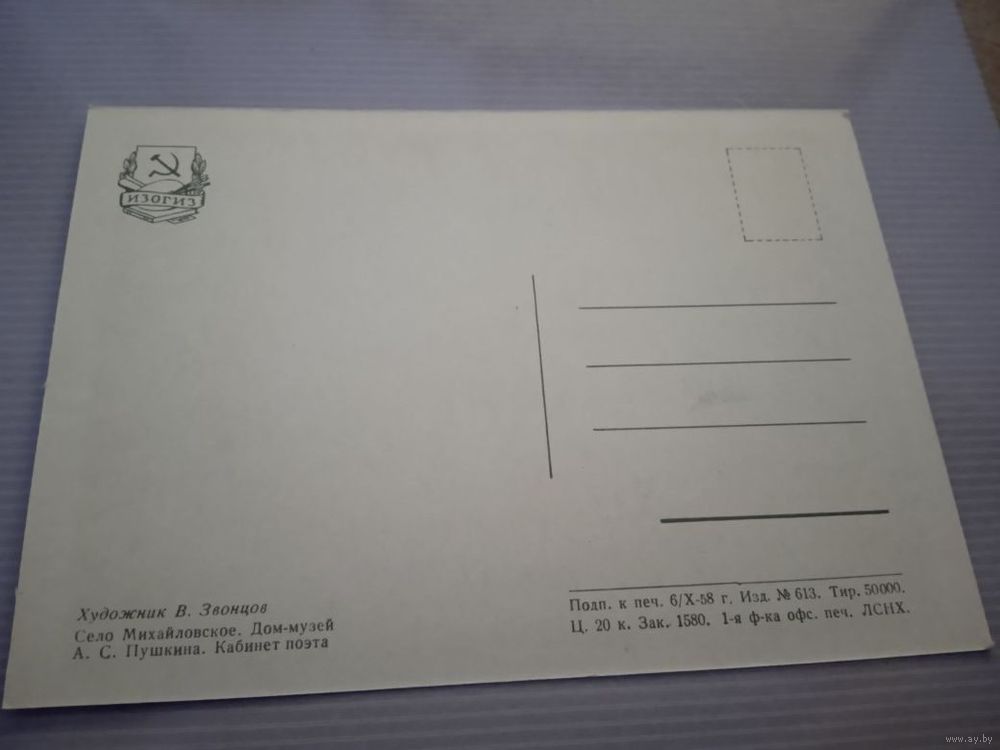 ИЗОГИЗ
Художник В. Звонцов
Село Михайловское. Дом-музей
А. С. Пушкина. Кабинет поэта
Подп. к печ. 6/X-58 г. Изд. № 613. Тир. 50000.
Ц. 20 к. Зак. 1580. 1-я ф-ка офс. печ. ЛСНХ.
www.ay.by